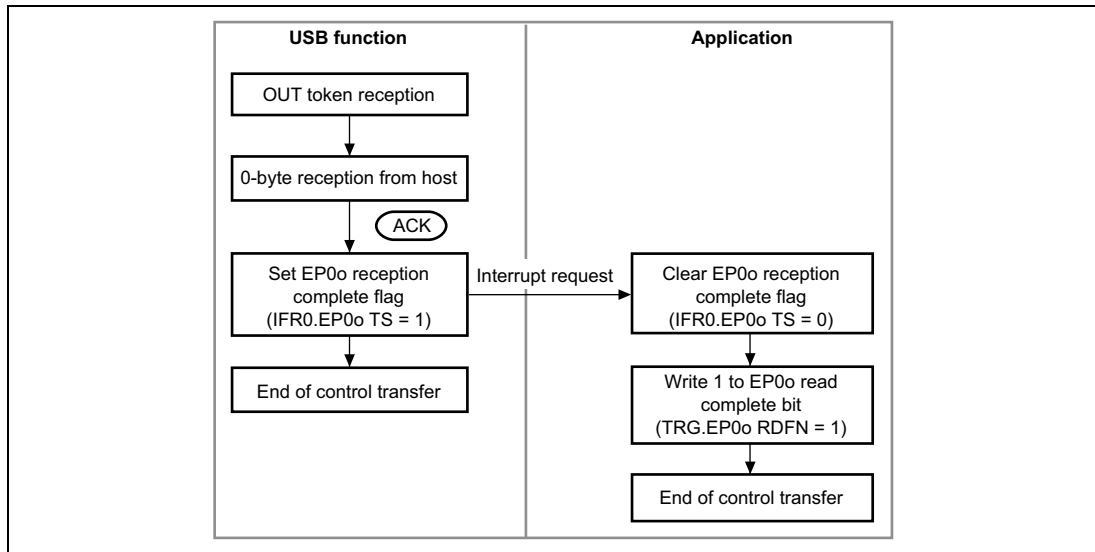 USB function
Application
OUT token reception
0-byte reception from host
ACK
Set EP0o reception
complete flag
(IFR0.EP0o TS = 1)
Interrupt request
Clear EP0o reception
complete flag
(IFR0.EP0o TS = 0)
End of control transfer
Write 1 to EP0o read
complete bit
(TRG.EP0o RDFN = 1)
End of control transfer